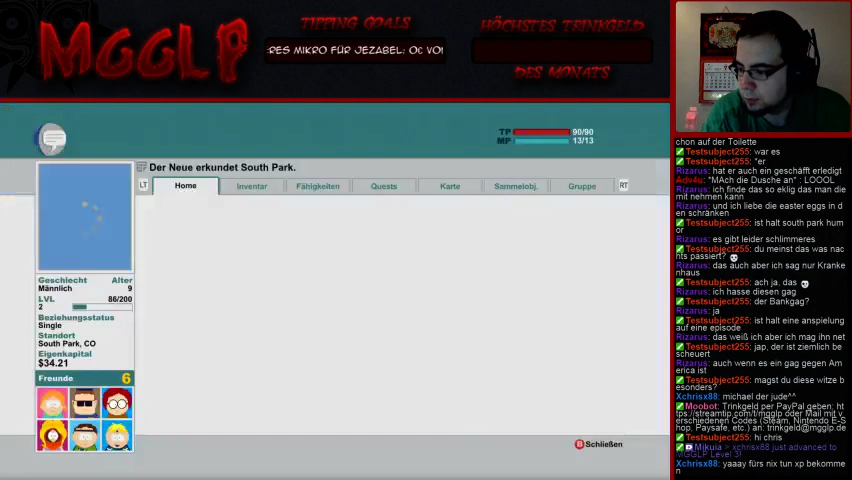 MGGLP
TIPPING GOALS
RES MIKRO FÜR JEZABEL: 0€ VO
HÖCHSTES TRINKGELD
DES MONATS
TP 90/90
MP 13/13
Der Neue erkundet South Park.
LT Home Inventar Fähigkeiten Quests Karte Sammelobj. Gruppe RT
Geschlecht Alter
Männlich 9
LVL 86/200
2
Beziehungsstatus
Single
Standort
South Park, CO
Eigenkapital
$34.21
Freunde 6
B Schließen
chon auf der Toilette
Testsubject255: war es
Testsubject255: "er
Rizarus: hat er auch ein geschäfft erledigt
Ads4u: "MAch die Dusche an" : LOOOL
Rizarus: ich finde das so eklig das man die mit nehmen kann
Rizarus: und ich liebe die easter eggs in den schränken
Testsubject255: ist halt south park humor
Rizarus: es gibt leider schlimmeres
Testsubject255: du meinst das was nachts passiert?
Rizarus: das auch aber ich sag nur Krankenhaus
Testsubject255: ach ja, das
Rizarus: ich hasse diesen gag
Testsubject255: der Bankgag?
Rizarus: ja
Testsubject255: ist halt eine anspielung auf eine episode
Rizarus: das weiß ich aber ich mag ihn net
Testsubject255: jap, der ist ziemlich bescheuert
Rizarus: auch wenn es ein gag gegen America ist
Testsubject255: magst du diese witze besonders?
Xchrisx88: michael der jude^^
Moobot: Trinkgeld per PayPal geben: https://streamtip.com/t/mgglp oder Mail mit verschiedenen Codes (Steam, Nintendo E-Shop, Paysafe, etc.) an: trinkgeld@mgglp.de
Testsubject255: hi chris
Mikuia > xchrisx88 just advanced to MGGLP Level 3!
Xchrisx88: yaaay fürs nix tun xp bekommen